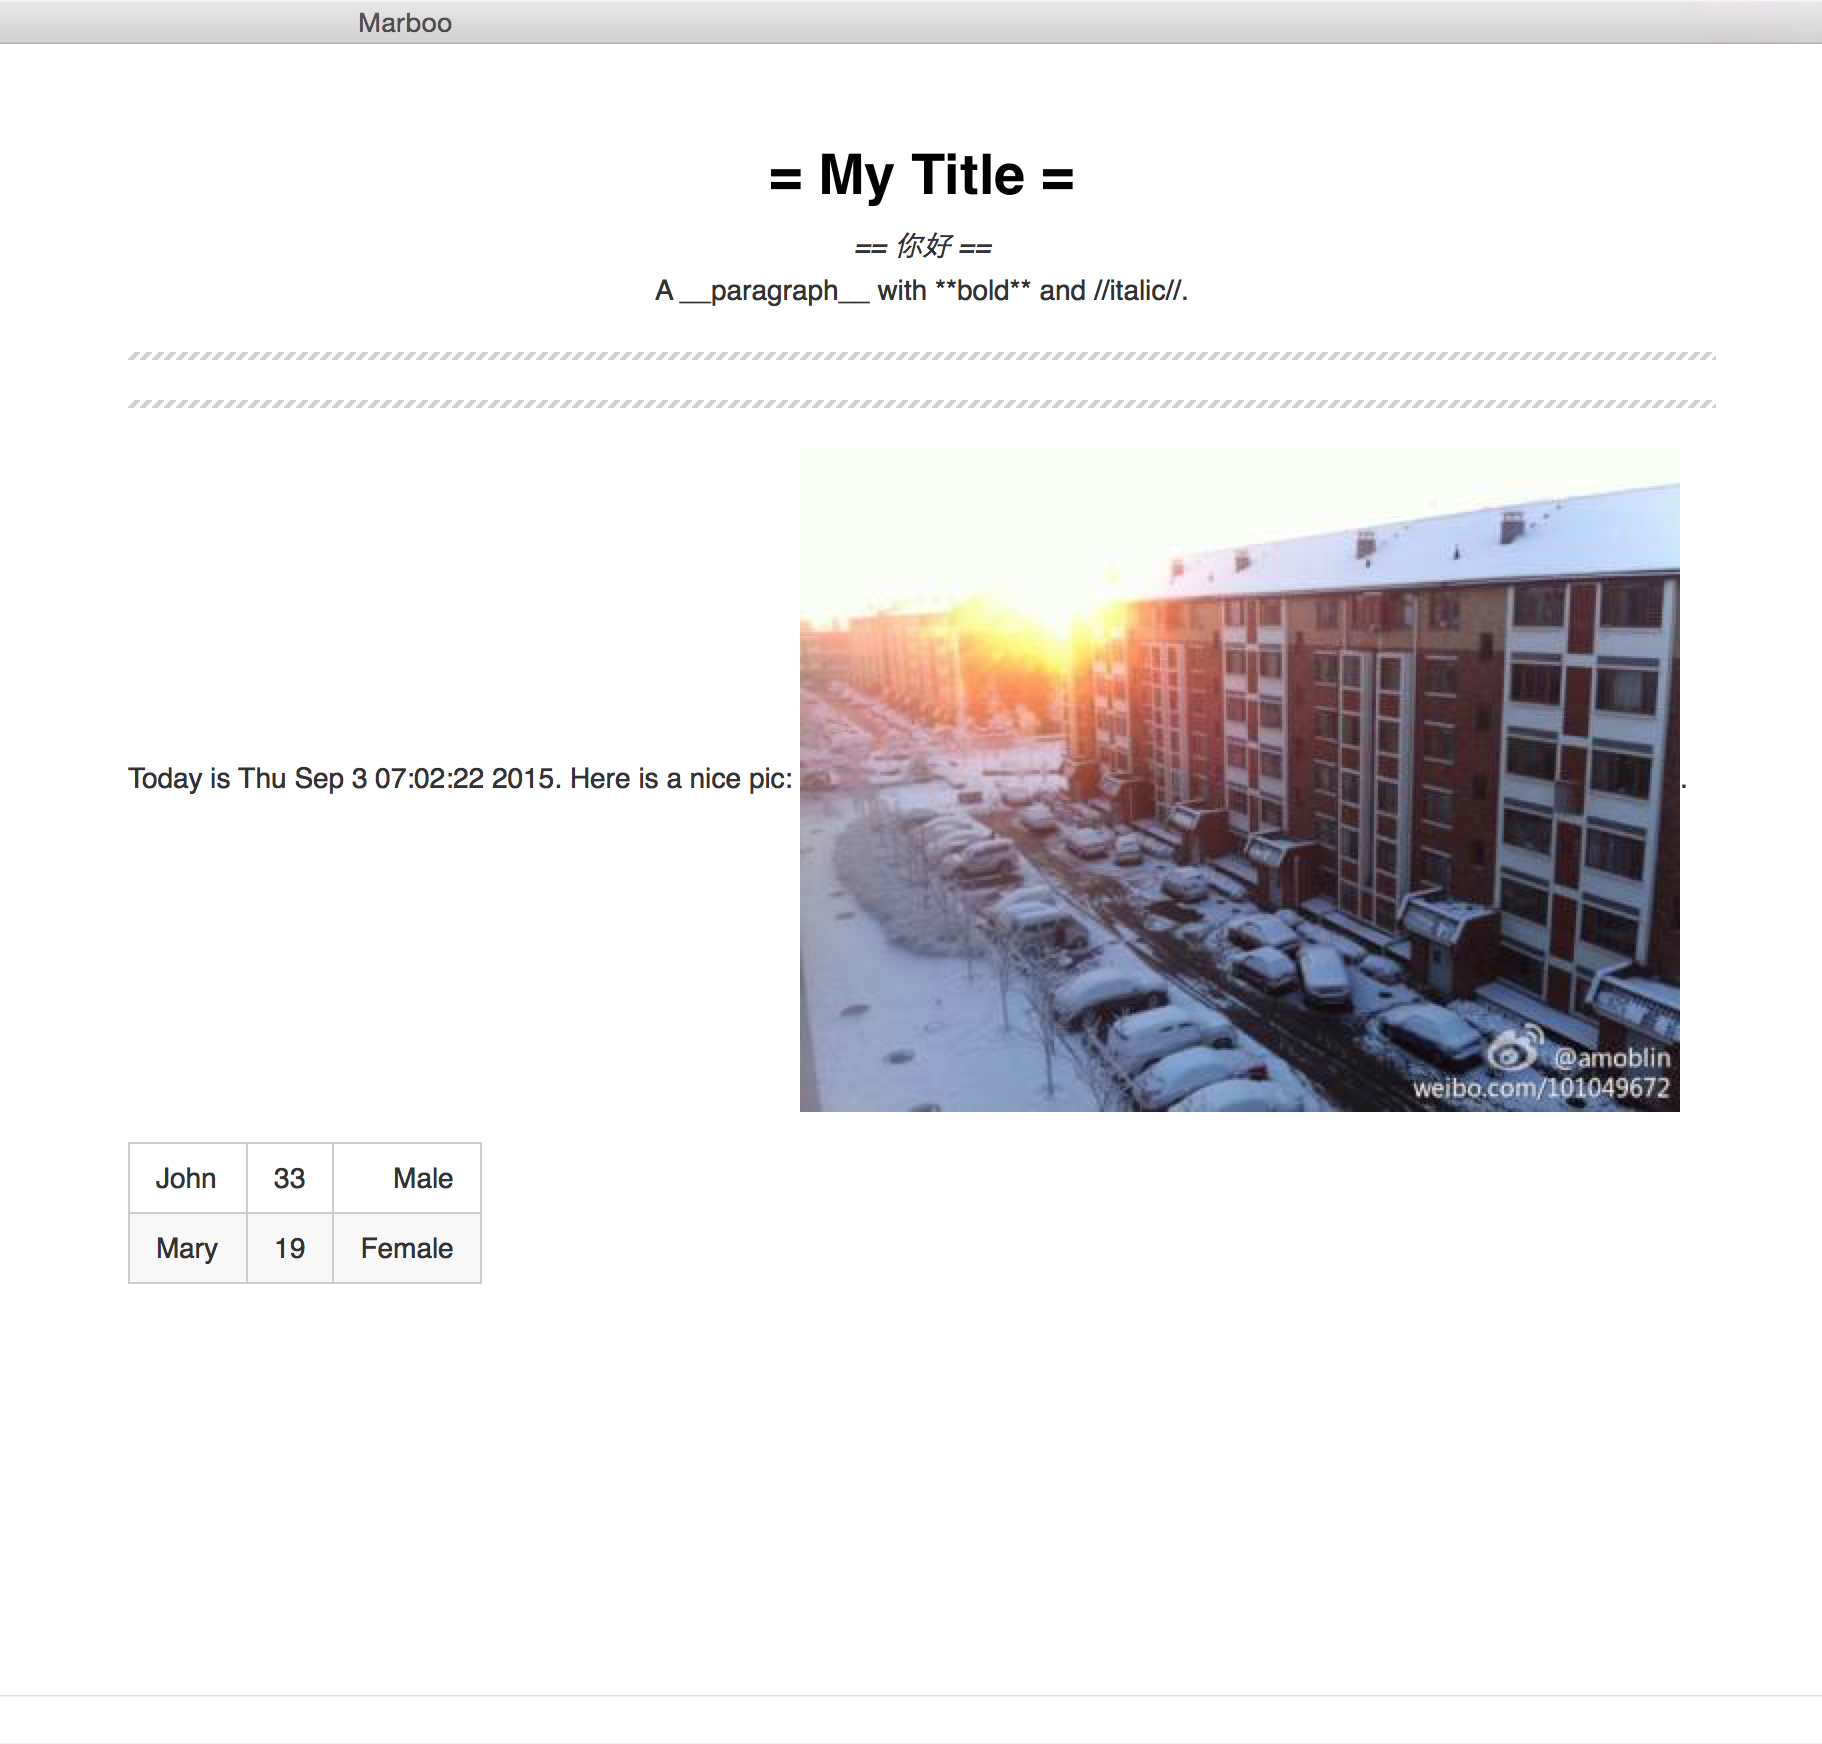 Marboo
= My Title =
== 你好 ==
A __paragraph__ with **bold** and //italic//.
Today is Thu Sep 3 07:02:22 2015. Here is a nice pic: .
@amoblin
weibo.com/101049672
John 33 Male
Mary 19 Female